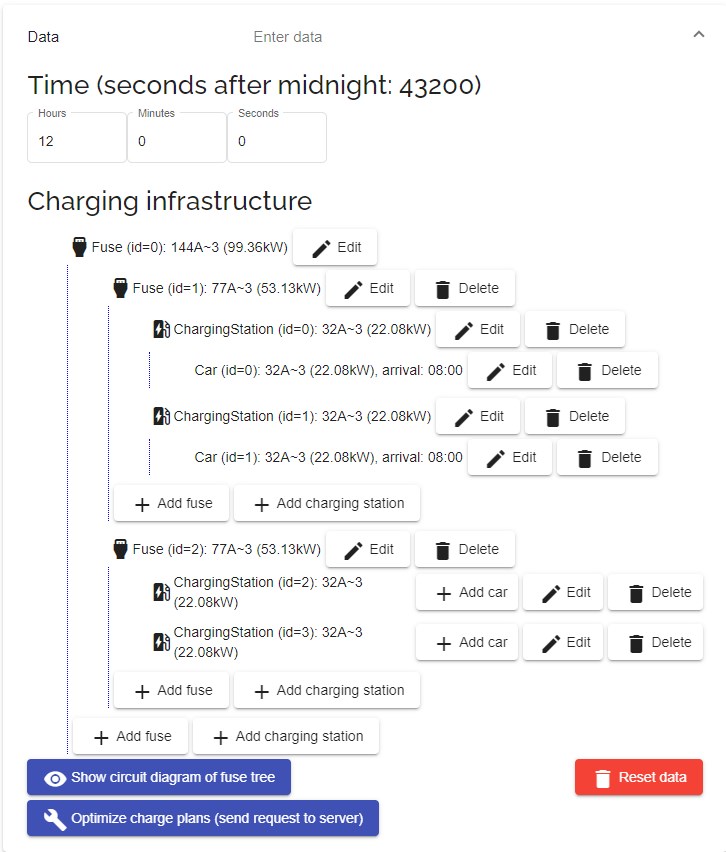 Data Enter data
Time (seconds after midnight: 43200)
Hours Minutes Seconds
12 0 0
Charging infrastructure
Fuse (id=0): 144A~3 (99.36kW) Edit
Fuse (id=1): 77A~3 (53.13kW) Edit Delete
ChargingStation (id=0): 32A~3 (22.08kW) Edit Delete
Car (id=0): 32A~3 (22.08kW), arrival: 08:00 Edit Delete
ChargingStation (id=1): 32A~3 (22.08kW) Edit Delete
Car (id=1): 32A~3 (22.08kW), arrival: 08:00 Edit Delete
Add fuse Add charging station
Fuse (id=2): 77A~3 (53.13kW) Edit Delete
ChargingStation (id=2): 32A~3
(22.08kW) Add car Edit Delete
ChargingStation (id=3): 32A~3
(22.08kW) Add car Edit Delete
Add fuse Add charging station
Add fuse Add charging station
Show circuit diagram of fuse tree Reset data
Optimize charge plans (send request to server)